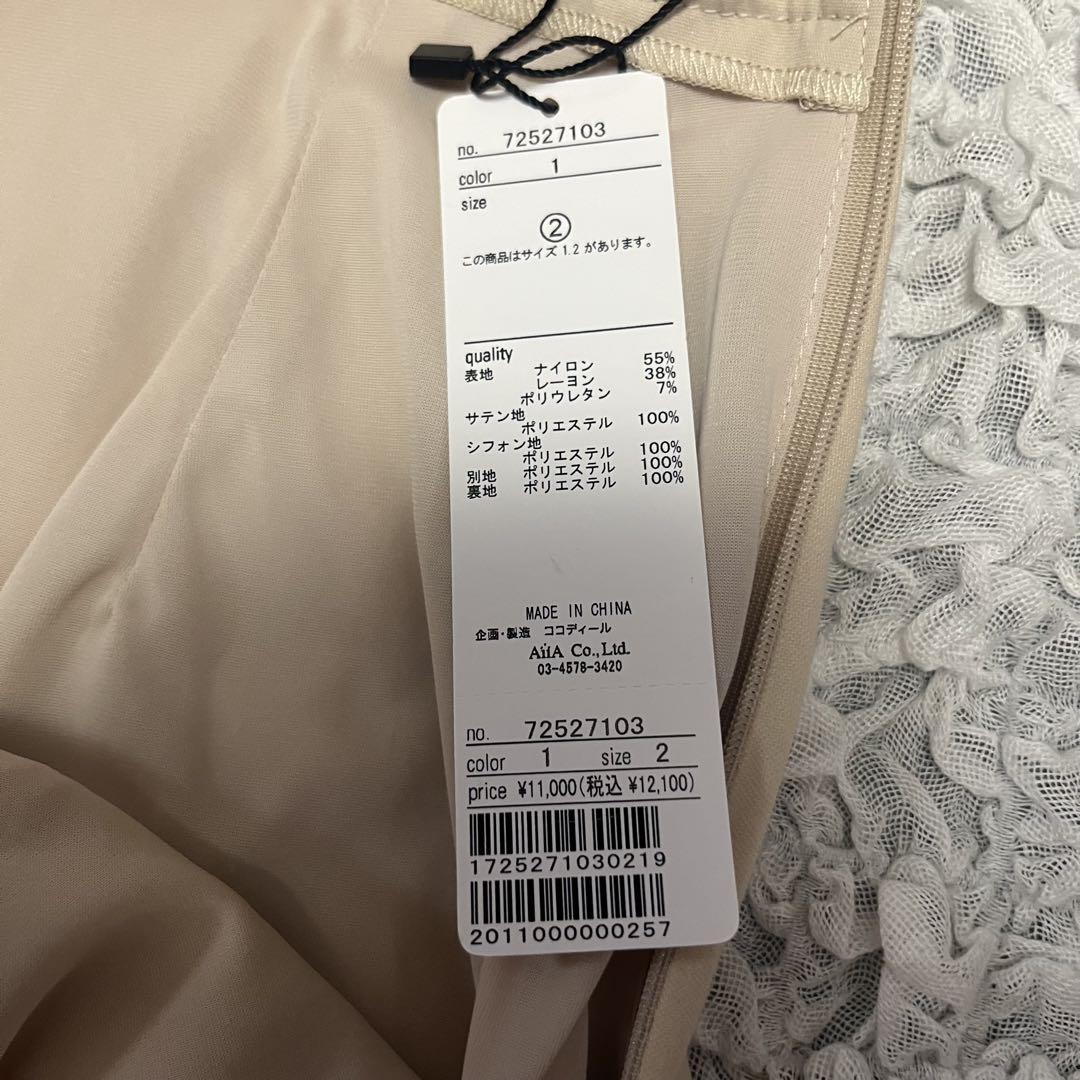 no. 72527103
color 1
size
②
この商品はサイズ 1.2 があります。
quality
表地 ナイロン 55%
レーヨン 38%
ポリウレタン 7%
サテン地
ポリエステル 100%
シフォン地
ポリエステル 100%
別地 ポリエステル 100%
裏地 ポリエステル 100%
MADE IN CHINA
企画・製造 ココディール
AiiA Co.,Ltd.
03-4578-3420
no. 72527103
color 1 size 2
price ¥11,000(税込 ¥12,100)
1725271030219
2011000000257